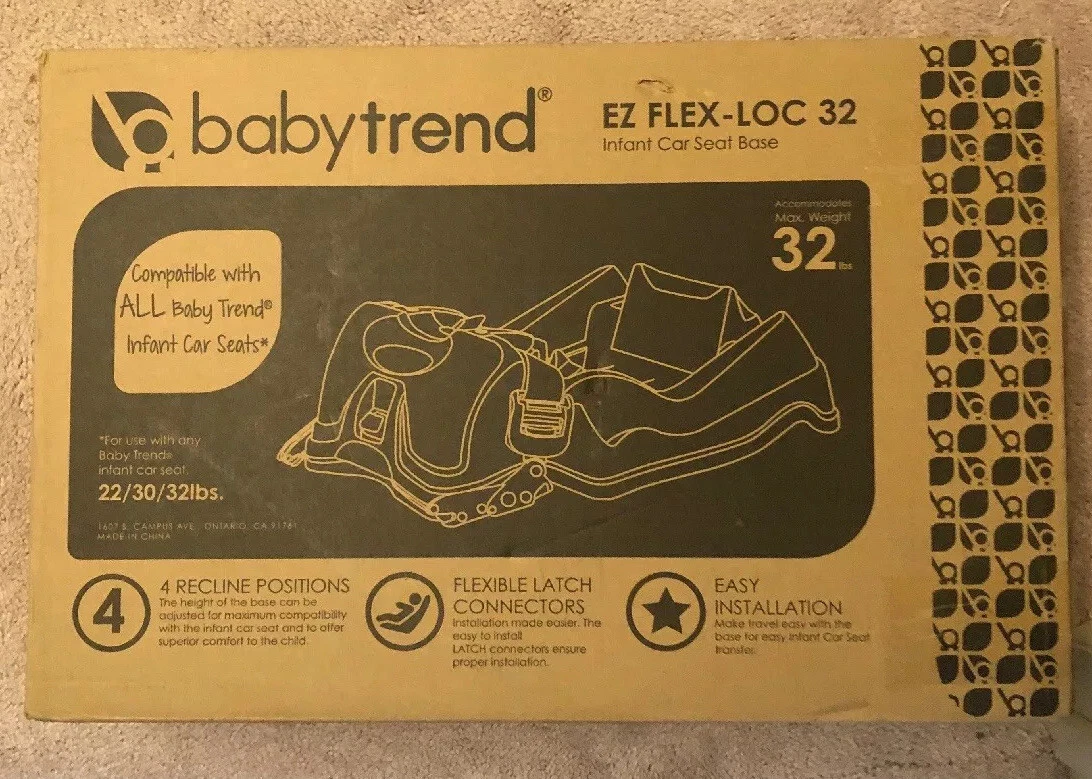 babytrend®
EZ FLEX-LOC 32
Infant Car Seat Base
Accommodates
Max. Weight
32 lbs
Compatible with
ALL Baby Trend®
Infant Car Seats*
*For use with any
Baby Trend®
infant car seat.
22/30/32lbs.
1607 S. CAMPUS AVE., ONTARIO, CA 91761
MADE IN CHINA
4
4 RECLINE POSITIONS
The height of the base can be
adjusted for maximum compatibility
with the infant car seat and to offer
superior comfort to the child.
FLEXIBLE LATCH
CONNECTORS
Installation made easier. The
easy to install
LATCH connectors ensure
proper installation.
EASY
INSTALLATION
Make travel easy with the
base for easy Infant Car Seat
transfer.